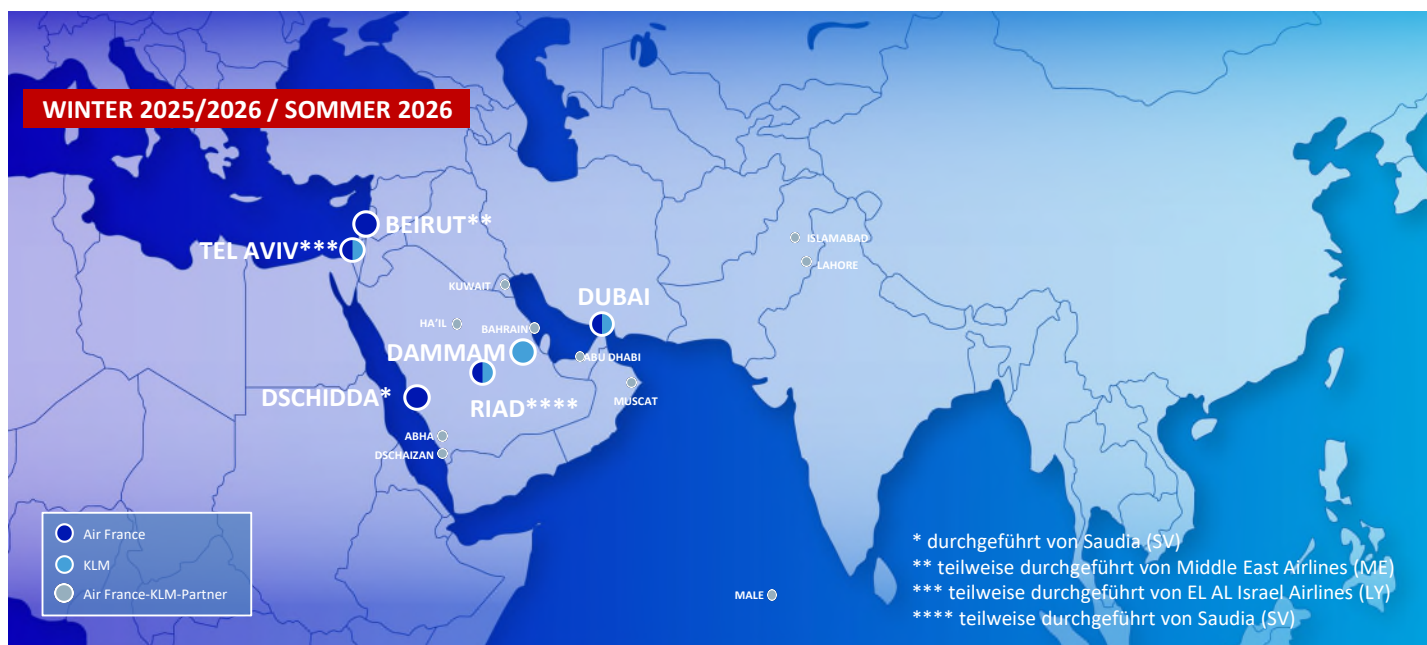 WINTER 2025/2026 / SOMMER 2026
BEIRUT**
TEL AVIV***
ISLAMABAD
LAHORE
KUWAIT
DUBAI
HA'IL
BAHRAIN
DAMMAM
ABU DHABI
MUSCAT
DSCHIDDA*
RIAD****
ABHA
DSCHAIZAN
Air France
KLM
Air France-KLM-Partner
MALE
* durchgeführt von Saudia (SV)
** teilweise durchgeführt von Middle East Airlines (ME)
*** teilweise durchgeführt von EL AL Israel Airlines (LY)
**** teilweise durchgeführt von Saudia (SV)